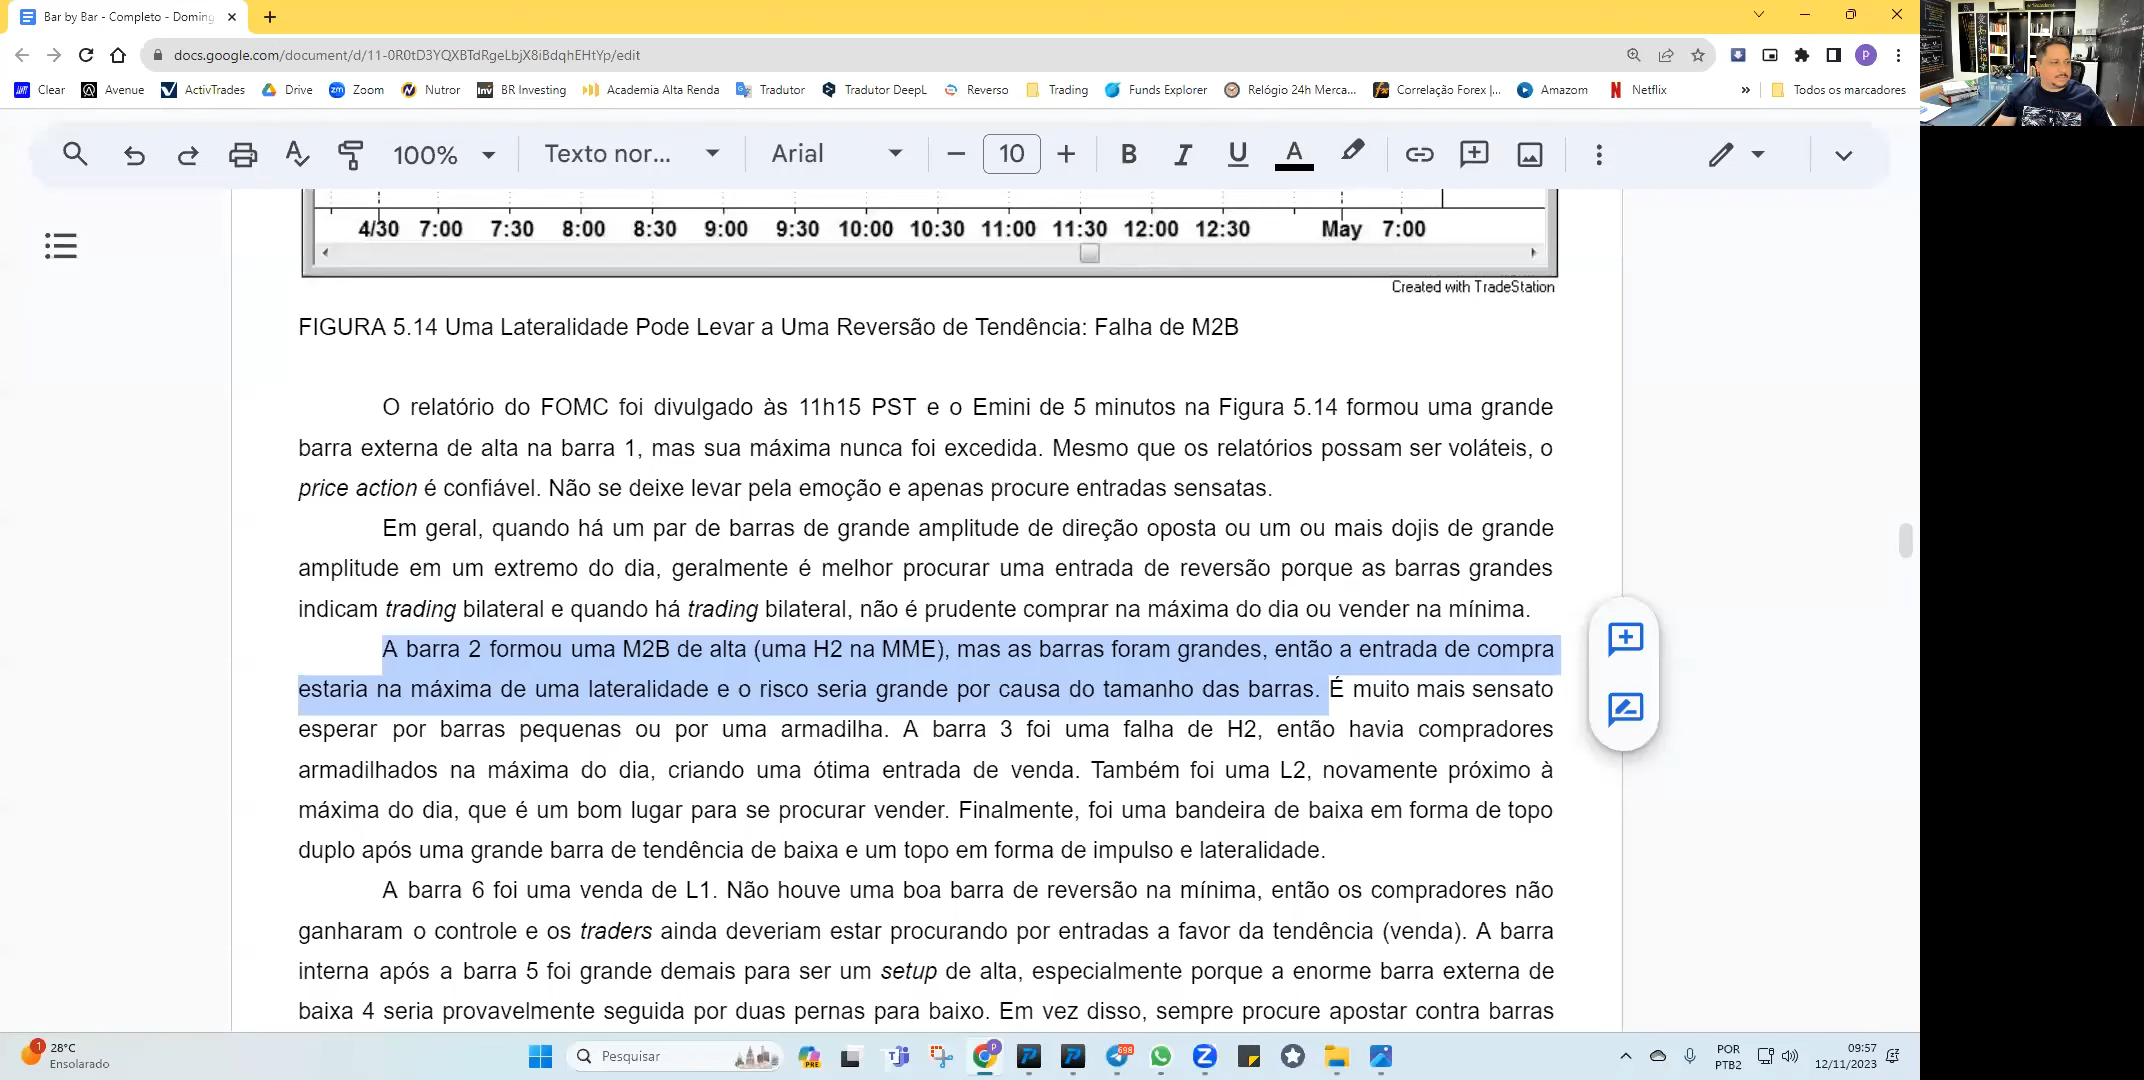 Bar by Bar - Completo - Doming
docs.google.com/document/d/11-0R0tD3YQXBTdRgeLbjX8iBdqhEHtYp/edit
Clear Avenue ActivTrades Drive Zoom Nutror BR Investing Academia Alta Renda Tradutor Tradutor DeepL Reverso Trading Funds Explorer Relógio 24h Merca... Correlação Forex |... Amazom Netflix » Todos os marcadores
100% Texto nor... Arial 10 B I U A
4/30 7:00 7:30 8:00 8:30 9:00 9:30 10:00 10:30 11:00 11:30 12:00 12:30 May 7:00
Created with TradeStation
FIGURA 5.14 Uma Lateralidade Pode Levar a Uma Reversão de Tendência: Falha de M2B
O relatório do FOMC foi divulgado às 11h15 PST e o Emini de 5 minutos na Figura 5.14 formou uma grande
barra externa de alta na barra 1, mas sua máxima nunca foi excedida. Mesmo que os relatórios possam ser voláteis, o
price action é confiável. Não se deixe levar pela emoção e apenas procure entradas sensatas.
Em geral, quando há um par de barras de grande amplitude de direção oposta ou um ou mais dojis de grande
amplitude em um extremo do dia, geralmente é melhor procurar uma entrada de reversão porque as barras grandes
indicam trading bilateral e quando há trading bilateral, não é prudente comprar na máxima do dia ou vender na mínima.
A barra 2 formou uma M2B de alta (uma H2 na MME), mas as barras foram grandes, então a entrada de compra
estaria na máxima de uma lateralidade e o risco seria grande por causa do tamanho das barras. É muito mais sensato
esperar por barras pequenas ou por uma armadilha. A barra 3 foi uma falha de H2, então havia compradores
armadilhados na máxima do dia, criando uma ótima entrada de venda. Também foi uma L2, novamente próximo à
máxima do dia, que é um bom lugar para se procurar vender. Finalmente, foi uma bandeira de baixa em forma de topo
duplo após uma grande barra de tendência de baixa e um topo em forma de impulso e lateralidade.
A barra 6 foi uma venda de L1. Não houve uma boa barra de reversão na mínima, então os compradores não
ganharam o controle e os traders ainda deveriam estar procurando por entradas a favor da tendência (venda). A barra
interna após a barra 5 foi grande demais para ser um setup de alta, especialmente porque a enorme barra externa de
baixa 4 seria provavelmente seguida por duas pernas para baixo. Em vez disso, sempre procure apostar contra barras
28°C
Ensolarado
Pesquisar
698
POR
PTB2
09:57
12/11/2023